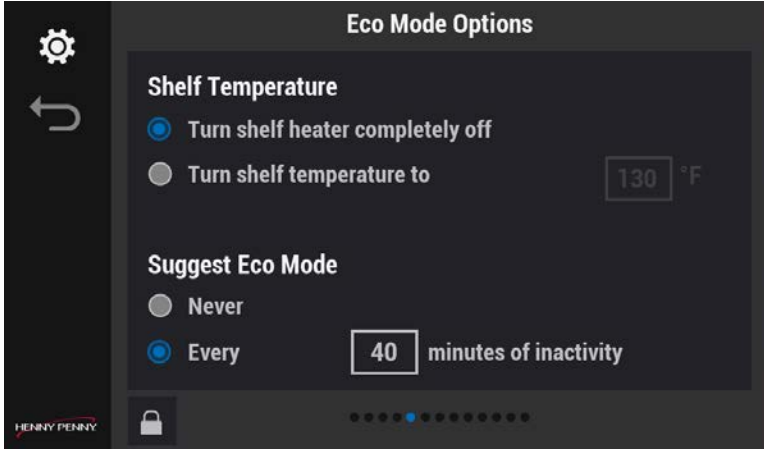 Eco Mode Options
Shelf Temperature
Turn shelf heater completely off
Turn shelf temperature to 130 °F
Suggest Eco Mode
Never
Every 40 minutes of inactivity
HENNY PENNY